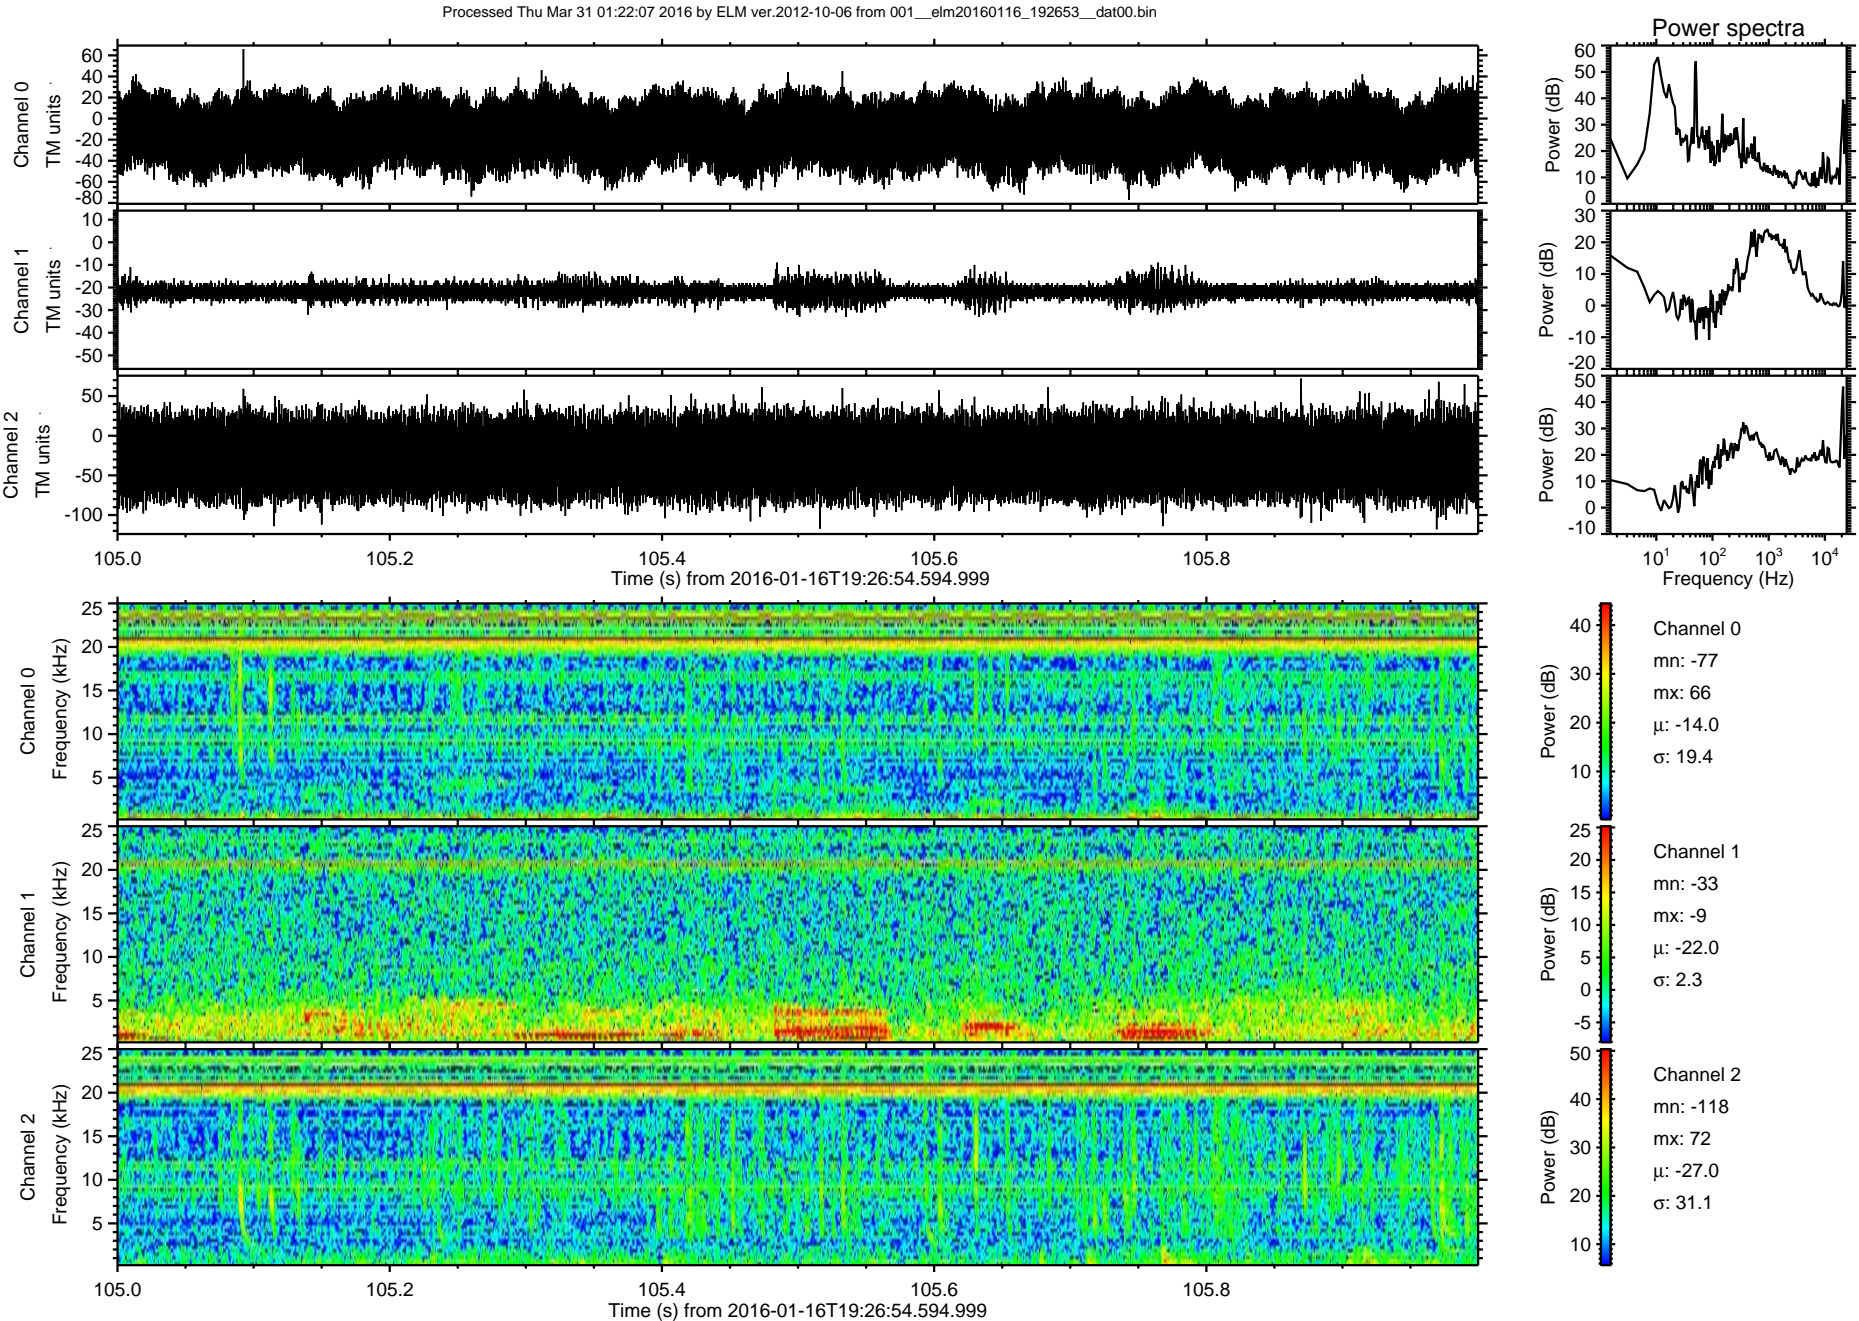 Processed Thu Mar 31 01:22:07 2016 by ELM ver.2012-10-06 from 001__elm20160116_192653__dat00.bin
Power spectra
Channel 0
TM units
60
40
20
0
-20
-40
-60
-80
Power (dB)
60
50
40
30
20
10
0
Channel 1
TM units
10
0
-10
-20
-30
-40
-50
Power (dB)
30
20
10
0
-10
-20
Channel 2
TM units
50
0
-50
-100
Power (dB)
50
40
30
20
10
0
-10
105.0 105.2 105.4 105.6 105.8
Time (s) from 2016-01-16T19:26:54.594.999
10¹ 10² 10³ 10⁴
Frequency (Hz)
Channel 0
Frequency (kHz)
25
20
15
10
5
Power (dB)
40
30
20
10
Channel 0
mn: -77
mx: 66
μ: -14.0
σ: 19.4
Channel 1
Frequency (kHz)
25
20
15
10
5
Power (dB)
25
20
15
10
5
0
-5
Channel 1
mn: -33
mx: -9
μ: -22.0
σ: 2.3
Channel 2
Frequency (kHz)
25
20
15
10
5
Power (dB)
50
40
30
20
10
Channel 2
mn: -118
mx: 72
μ: -27.0
σ: 31.1
105.0 105.2 105.4 105.6 105.8
Time (s) from 2016-01-16T19:26:54.594.999